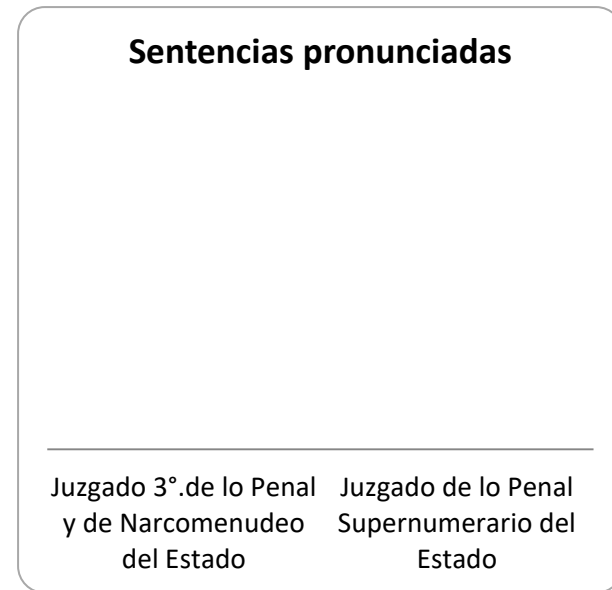 Sentencias pronunciadas
Juzgado 3°.de lo Penal
y de Narcomenudeo
del Estado
Juzgado de lo Penal
Supernumerario del
Estado